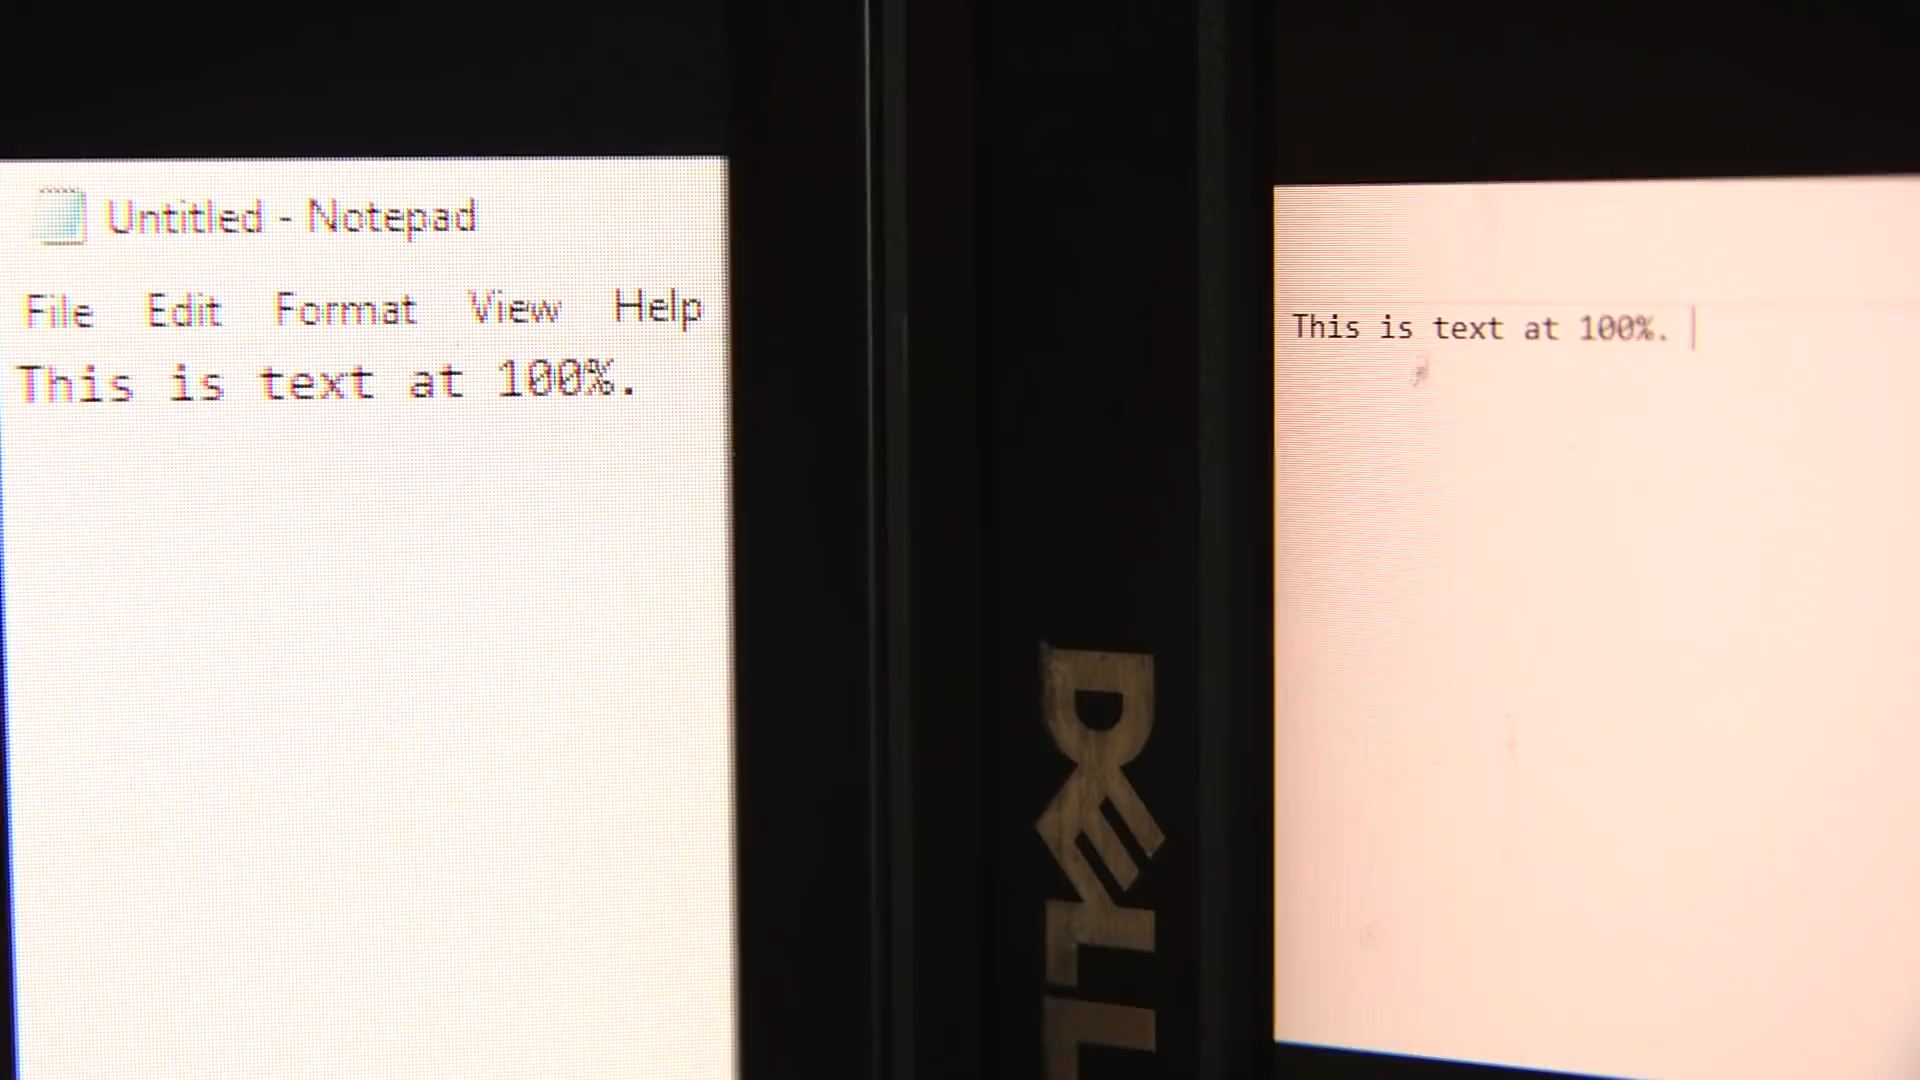 Untitled - Notepad
File Edit Format View Help
This is text at 100%.
DELL
This is text at 100%.